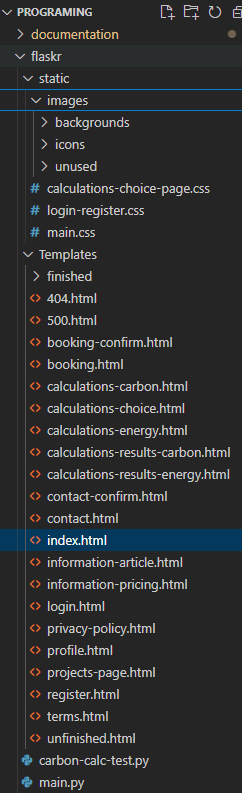 PROGRAMING
documentation
flaskr
static
images
backgrounds
icons
unused
calculations-choice-page.css
login-register.css
main.css
Templates
finished
404.html
500.html
booking-confirm.html
booking.html
calculations-carbon.html
calculations-choice.html
calculations-energy.html
calculations-results-carbon.html
calculations-results-energy.html
contact-confirm.html
contact.html
index.html
information-article.html
information-pricing.html
login.html
privacy-policy.html
profile.html
projects-page.html
register.html
terms.html
unfinished.html
carbon-calc-test.py
main.py